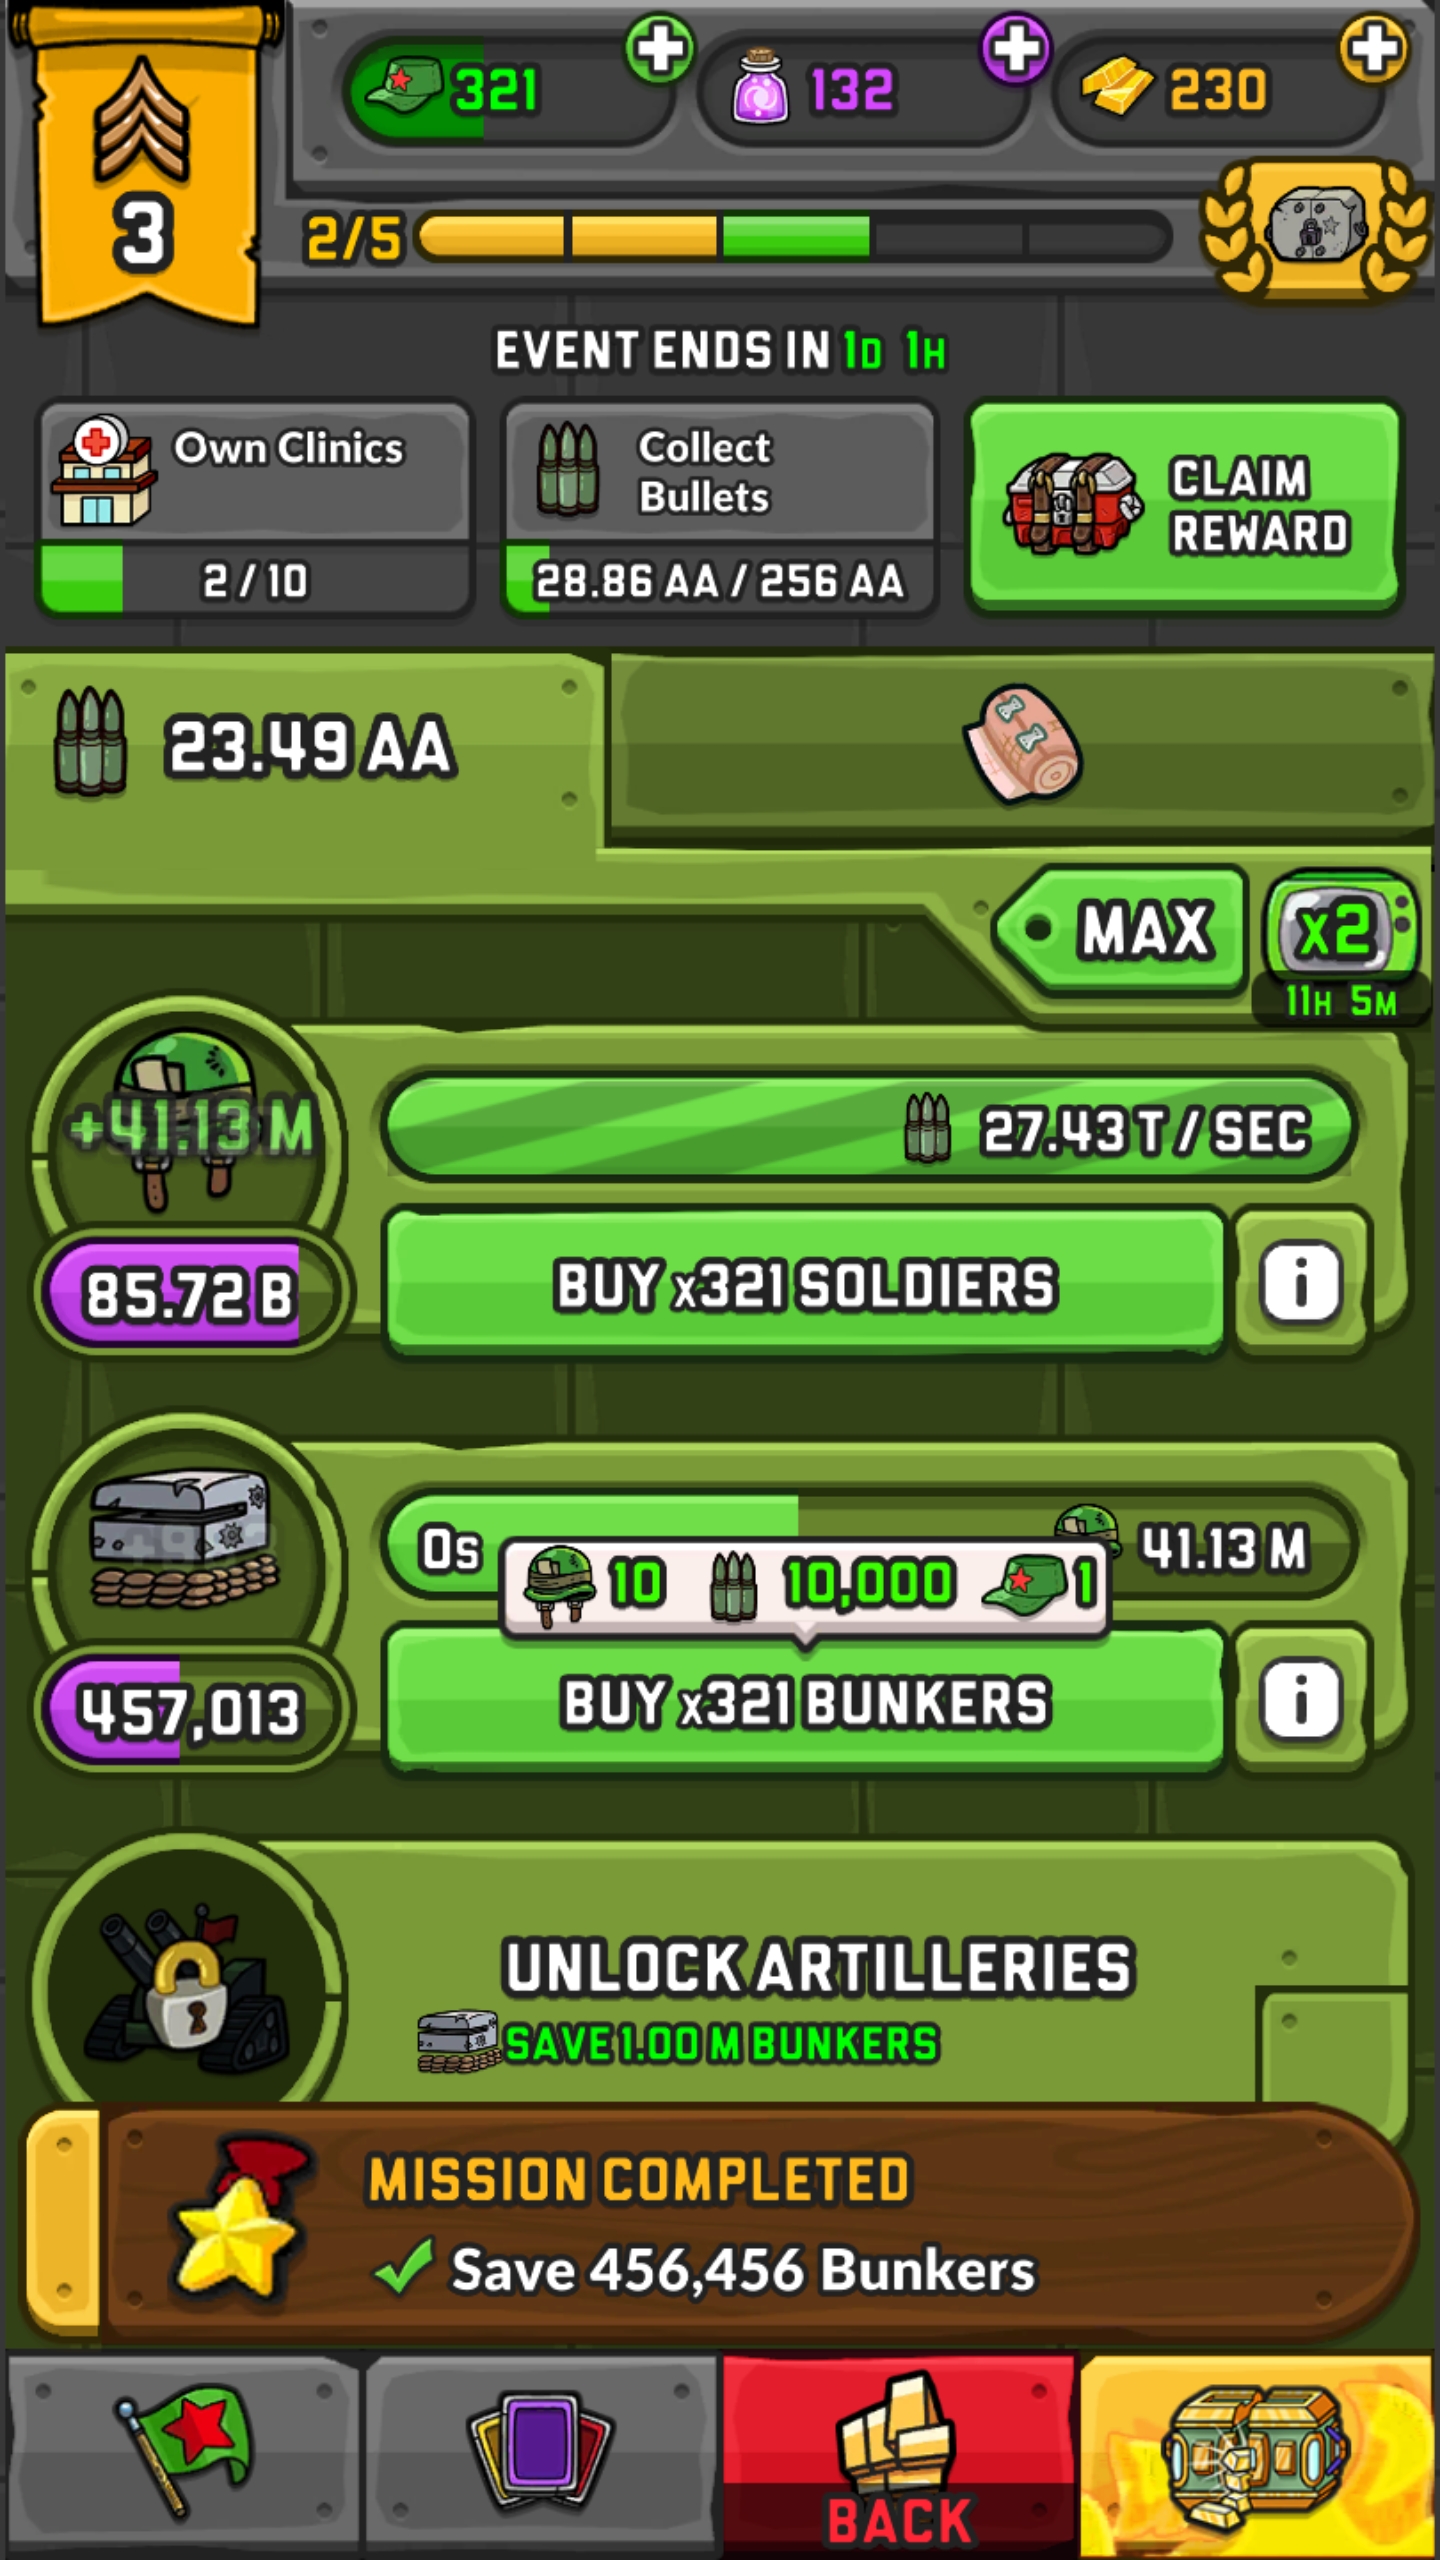 321
132
230
3
2/5
EVENT ENDS IN 1D 1H
Own Clinics
2 / 10
Collect
Bullets
28.86 AA / 256 AA
CLAIM
REWARD
23.49 AA
MAX
x2
11H 5M
+41.13 M
27.43 T / SEC
85.72 B
BUY x321 SOLDIERS
0s
41.13 M
10
10,000
1
457,013
BUY x321 BUNKERS
UNLOCK ARTILLERIES
SAVE 1.00 M BUNKERS
MISSION COMPLETED
Save 456,456 Bunkers
BACK